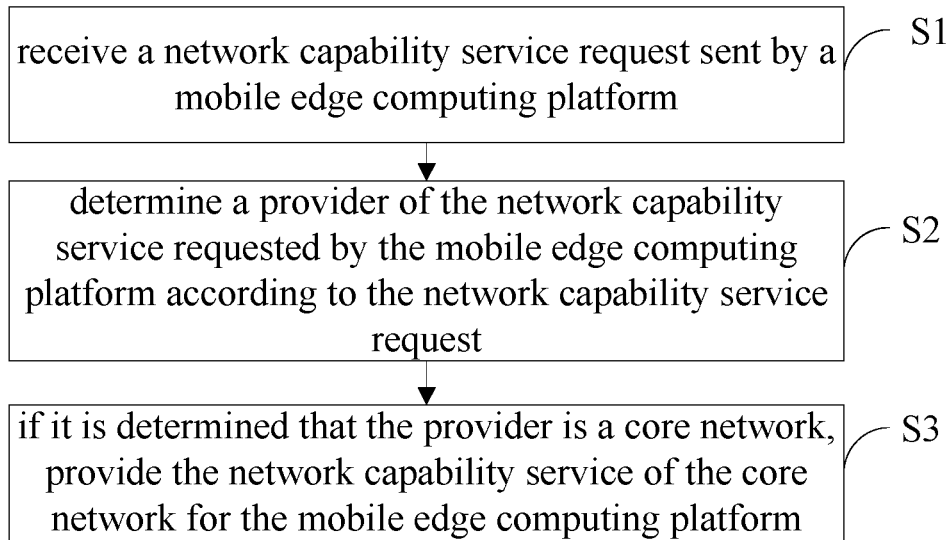 receive a network capability service request sent by a
mobile edge computing platform
S1
determine a provider of the network capability
service requested by the mobile edge computing
platform according to the network capability service
request
S2
if it is determined that the provider is a core network,
provide the network capability service of the core
network for the mobile edge computing platform
S3